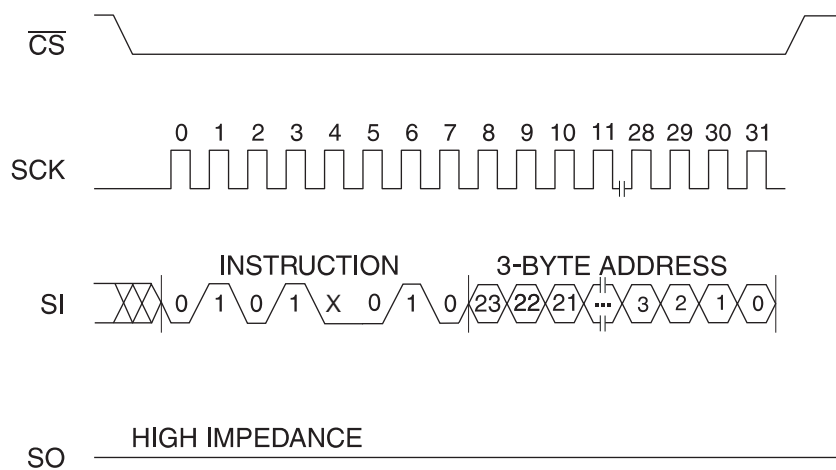 CS
0 1 2 3 4 5 6 7 8 9 10 11 28 29 30 31
SCK
INSTRUCTION 3-BYTE ADDRESS
SI 0 1 0 1 X 0 1 0 23 22 21 ... 3 2 1 0
HIGH IMPEDANCE
SO